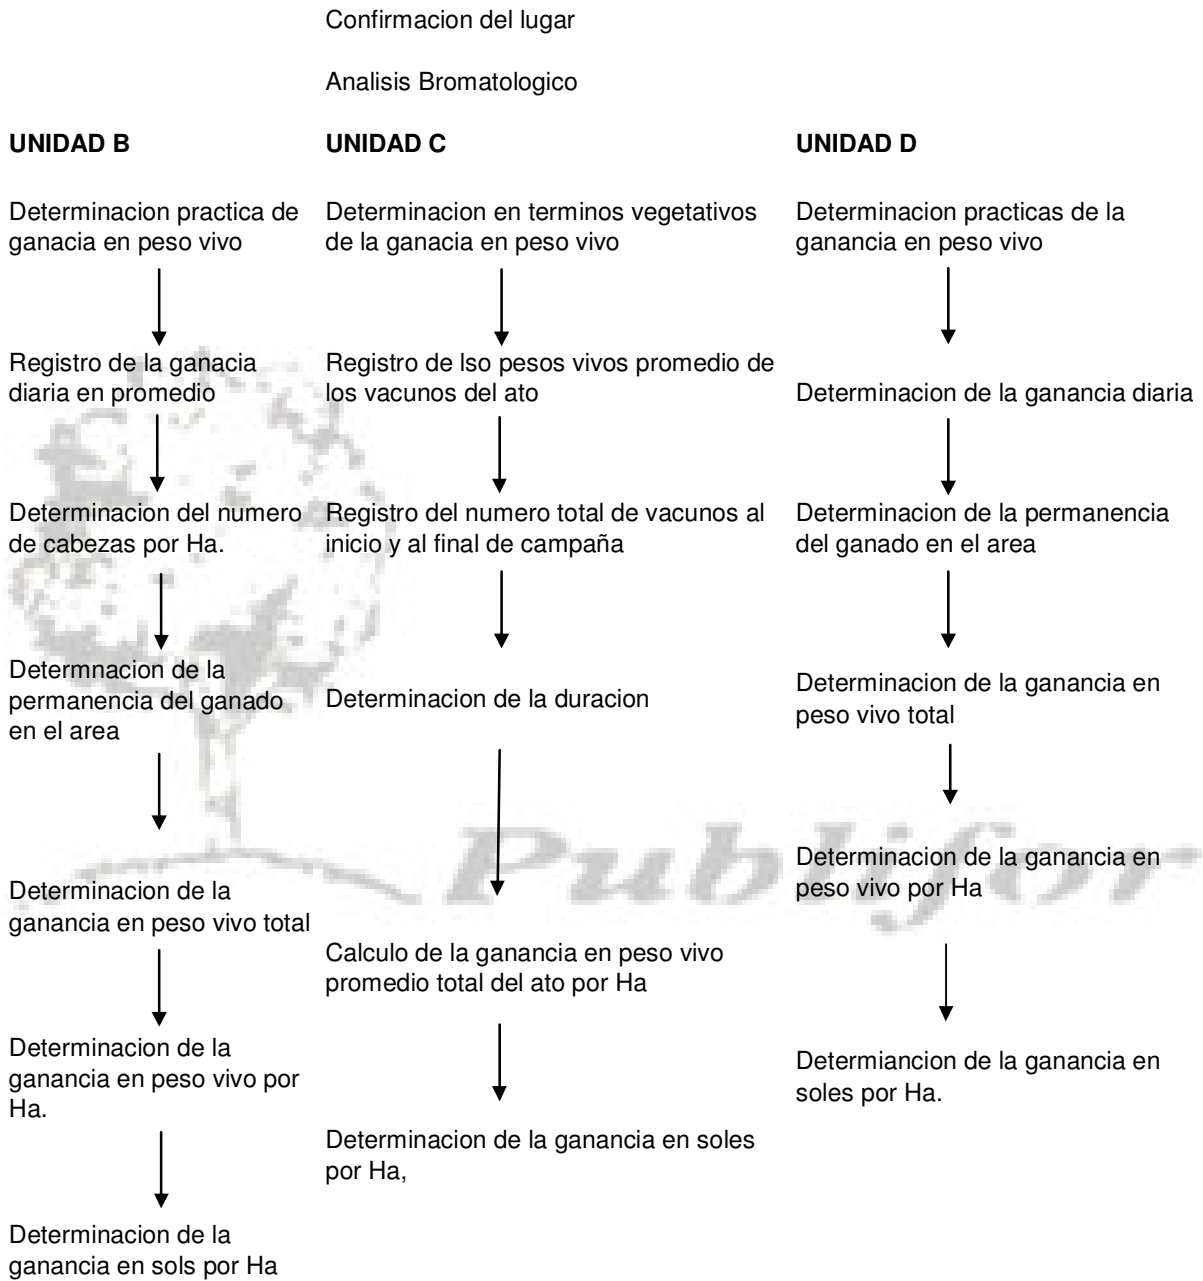 Confirmacion del lugar
Analisis Bromatologico
UNIDAD B
Determinacion practica de
ganacia en peso vivo
Registro de la ganacia
diaria en promedio
Determinacion del numero
de cabezas por Ha.
Determnacion de la
permanencia del ganado
en el area
Determinacion de la
ganancia en peso vivo total
Determinacion de la
ganancia en peso vivo por
Ha.
Determinacion de la
ganancia en sols por Ha
UNIDAD C
Determinacion en terminos vegetativos
de la ganacia en peso vivo
Registro de lso pesos vivos promedio de
los vacunos del ato
Registro del numero total de vacunos al
inicio y al final de campaña
Determinacion de la duracion
Calculo de la ganancia en peso vivo
promedio total del ato por Ha
Determinacion de la ganancia en soles
por Ha,
UNIDAD D
Determinacion practicas de la
ganancia en peso vivo
Determinacion de la ganancia diaria
Determinacion de la permanencia
del ganado en el area
Determinacion de la ganancia en
peso vivo total
Determinacion de la ganancia en
peso vivo por Ha
Determiancion de la ganancia en
soles por Ha.
Publifor